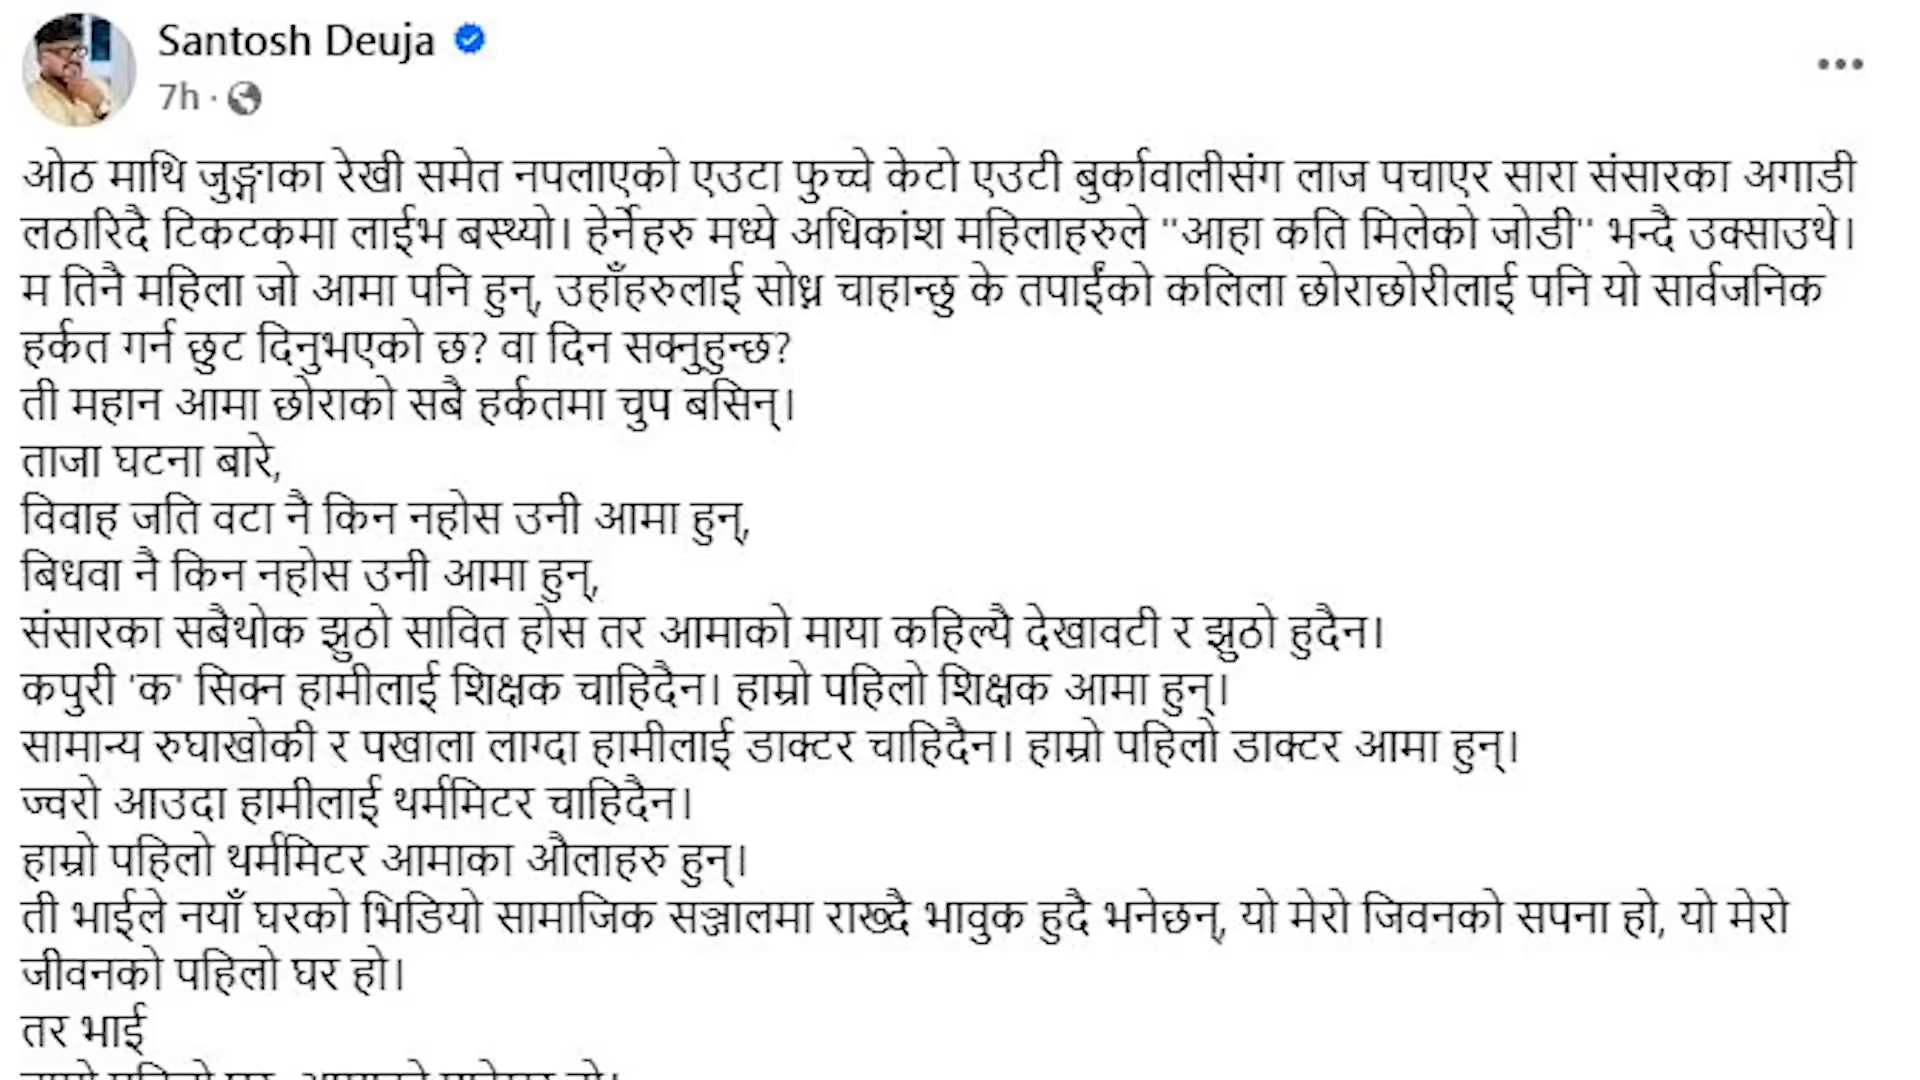 Santosh Deuja
7h ·
ओठ माथि जुङ्गाका रेखी समेत नपलाएको एउटा फुच्चे केटो एउटी बुर्कावालीसंग लाज पचाएर सारा संसारका अगाडी
लठारिदै टिकटकमा लाईभ बस्थ्यो। हेर्नेहरु मध्ये अधिकांश महिलाहरुले "आहा कति मिलेको जोडी" भन्दै उक्साउथे।
म तिनै महिला जो आमा पनि हुन्, उहाँहरुलाई सोध्न चाहान्छु के तपाईंको कलिला छोराछोरीलाई पनि यो सार्वजनिक
हर्कत गर्न छुट दिनुभएको छ? वा दिन सक्नुहुन्छ?
ती महान आमा छोराको सबै हर्कतमा चुप बसिन्।
ताजा घटना बारे,
विवाह जति वटा नै किन नहोस उनी आमा हुन्,
बिधवा नै किन नहोस उनी आमा हुन्,
संसारका सबैथोक झुठो सावित होस तर आमाको माया कहिल्यै देखावटी र झुठो हुदैन।
कपुरी 'क' सिक्न हामीलाई शिक्षक चाहिदैन। हाम्रो पहिलो शिक्षक आमा हुन्।
सामान्य रुघाखोकी र पखाला लाग्दा हामीलाई डाक्टर चाहिदैन। हाम्रो पहिलो डाक्टर आमा हुन्।
ज्वरो आउदा हामीलाई थर्ममिटर चाहिदैन।
हाम्रो पहिलो थर्ममिटर आमाका औलाहरु हुन्।
ती भाईले नयाँ घरको भिडियो सामाजिक सञ्जालमा राख्दै भावुक हुदै भनेछन्, यो मेरो जिवनको सपना हो, यो मेरो
जीवनको पहिलो घर हो।
तर भाई